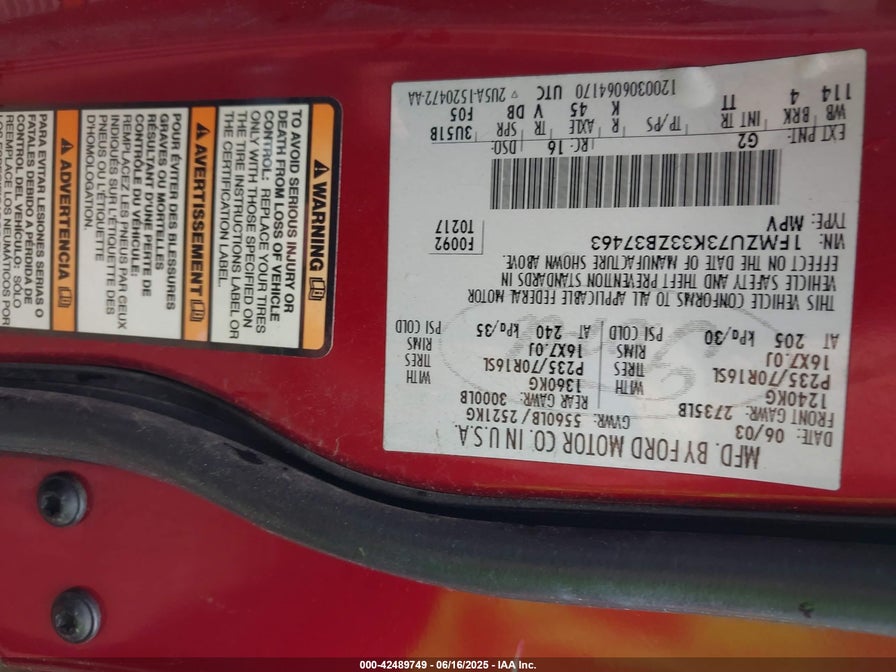 MFD. BY FORD MOTOR CO. IN U.S.A.
DATE: 06/03 GVWR: 5560LB / 2521KG
FRONT GAWR: 2735LB REAR GAWR: 3000LB
1240KG WITH 1360KG WITH
P235/70R16SL TIRES P235/70R16SL TIRES
16X7.0J RIMS 16X7.0J RIMS
AT 205 kPa/30 PSI COLD AT 240 kPa/35 PSI COLD
THIS VEHICLE CONFORMS TO ALL APPLICABLE FEDERAL MOTOR
VEHICLE SAFETY AND THEFT PREVENTION STANDARDS IN
EFFECT ON THE DATE OF MANUFACTURE SHOWN ABOVE.
VIN: 1FMZU73K33ZB37463 F0092
TYPE: MPV T0217
EXT PNT: G2 RC: 16 DSO:
WB BRK INT TR TP/PS R AXLE TR SPR 3U51B
114 4 TT K 45 V DB F05
120030604170 UTC ▽ 2U5A-1520472-AA
WARNING
TO AVOID SERIOUS INJURY OR
DEATH FROM LOSS OF VEHICLE
CONTROL: REPLACE YOUR TIRES
ONLY WITH THOSE SPECIFIED ON
THE TIRE INSTRUCTIONS LABEL OR
THE CERTIFICATION LABEL.
AVERTISSEMENT
POUR ÉVITER DES BLESSURES
GRAVES OU MORTELLES
RÉSULTANT D'UNE PERTE DE
CONTRÔLE DU VÉHICULE:
REMPLACEZ LES PNEUS PAR CEUX
INDIQUÉS SUR L'ÉTIQUETTE DES
PNEUS OU L'ÉTIQUETTE
D'HOMOLOGATION.
ADVERTENCIA
PARA EVITAR LESIONES SERIAS O
FATALES DEBIDAS A PÉRDIDA DE
CONTROL DEL VEHÍCULO: SÓLO
REEMPLACE LOS NEUMÁTICOS POR
000-42489749 - 06/16/2025 - IAA Inc.